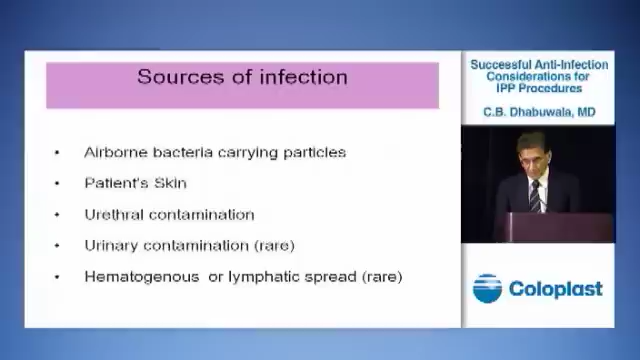 Sources of infection
• Airborne bacteria carrying particles
• Patient's Skin
• Urethral contamination
• Urinary contamination (rare)
• Hematogenous or lymphatic spread (rare)
Successful Anti-Infection
Considerations for
IPP Procedures
C.B. Dhabuwala, MD
Coloplast